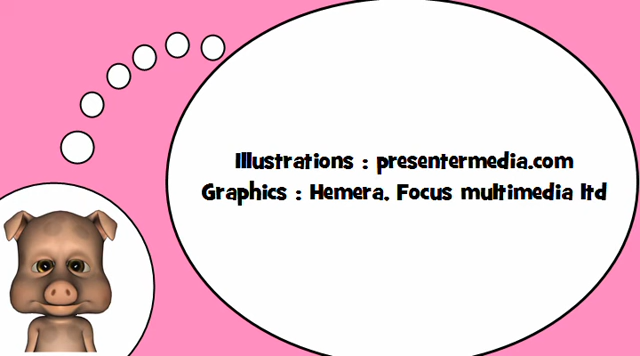 Illustrations : presentermedia.com
Graphics : Hemera. Focus multimedia ltd